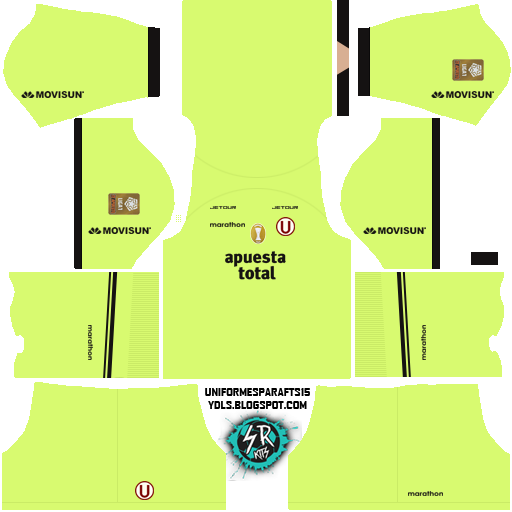 MOVISUN
MOVISUN
MOVISUN
MOVISUN
JETOUR JETOUR
marathon U
apuesta
total
marathon
marathon
UNIFORMESPARAFTS15
YDLS.BLOGSPOT.COM
SR
KITS
U
marathon